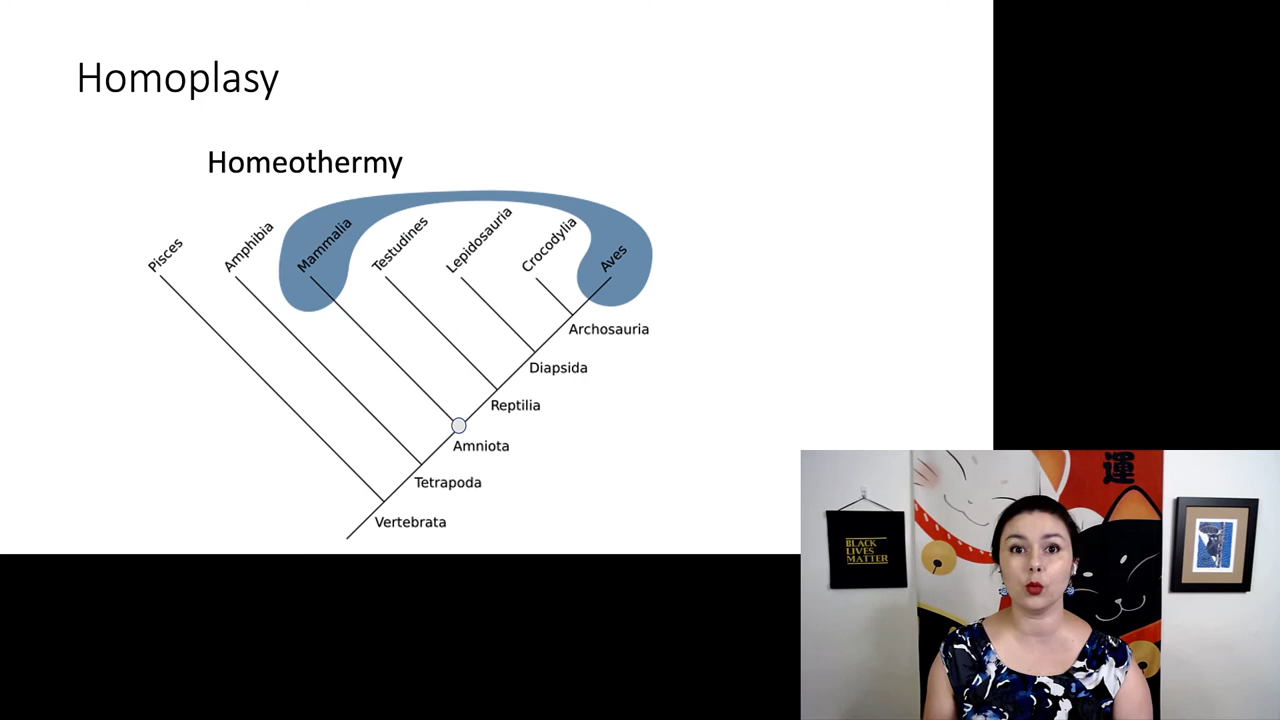 Homoplasy
Homeothermy
Pisces
Amphibia
Mammalia
Testudines
Lepidosauria
Crocodylia
Aves
Archosauria
Diapsida
Reptilia
Amniota
Tetrapoda
Vertebrata
運
BLACK
LIVES
MATTER